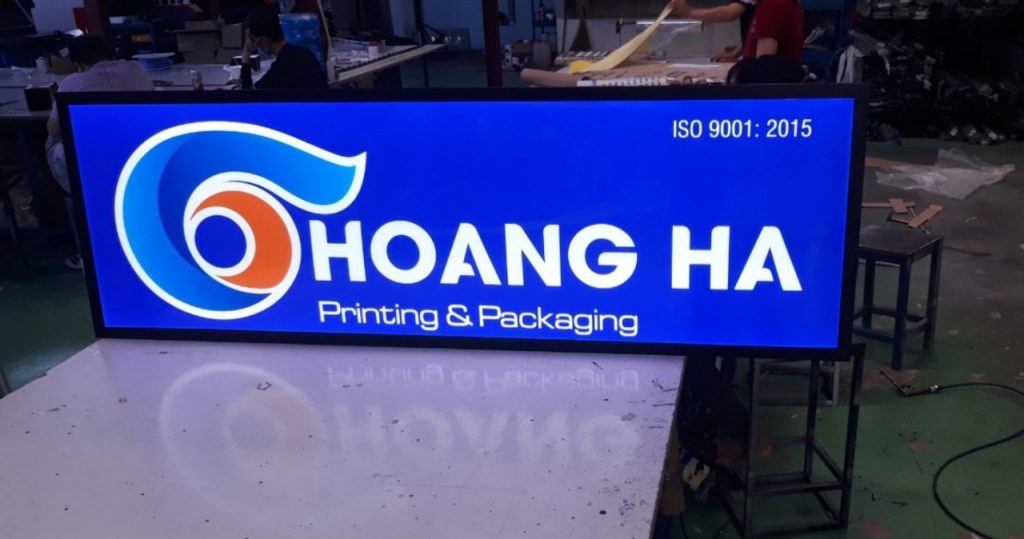 ISO 9001: 2015
HOANG HA
Printing & Packaging